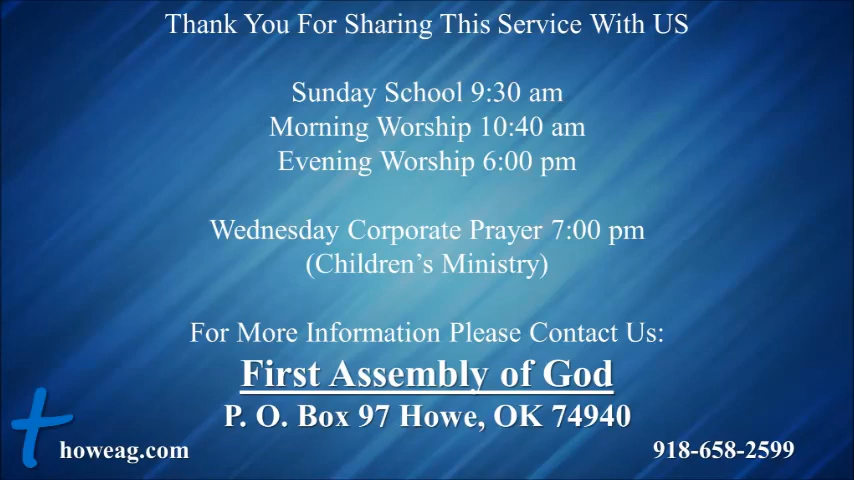 Thank You For Sharing This Service With US
Sunday School 9:30 am
Morning Worship 10:40 am
Evening Worship 6:00 pm
Wednesday Corporate Prayer 7:00 pm
(Children’s Ministry)
For More Information Please Contact Us:
First Assembly of God
P. O. Box 97 Howe, OK 74940
howeag.com
918-658-2599